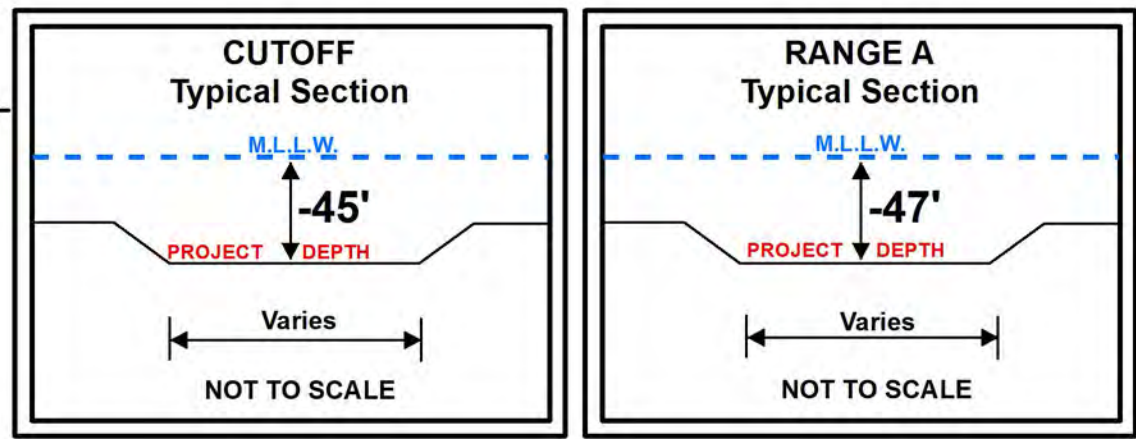 CUTOFF
Typical Section
M.L.L.W.
-45'
PROJECT DEPTH
Varies
NOT TO SCALE
RANGE A
Typical Section
M.L.L.W.
-47'
PROJECT DEPTH
Varies
NOT TO SCALE